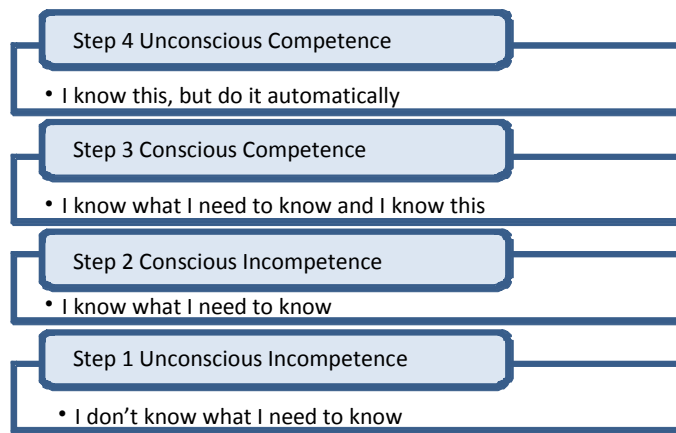 Step 4 Unconscious Competence
• I know this, but do it automatically
Step 3 Conscious Competence
• I know what I need to know and I know this
Step 2 Conscious Incompetence
• I know what I need to know
Step 1 Unconscious Incompetence
• I don’t know what I need to know